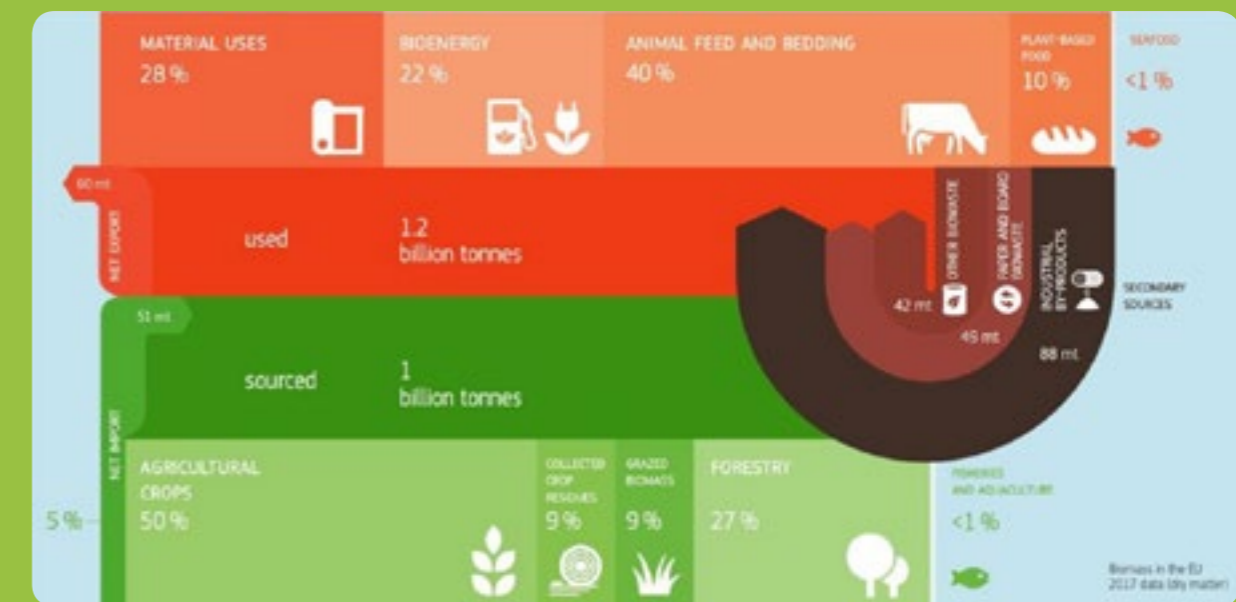 MATERIAL USES
28 %
BIOENERGY
22 %
ANIMAL FEED AND BEDDING
40 %
PLANT-BASED
FOOD
10 %
SEAFOOD
<1 %
60 mt
NET EXPORT
used
1.2
billion tonnes
OTHER BIOWASTE
PAPER AND BOARD
BIOWASTE
INDUSTRIAL
BY-PRODUCTS
42 mt
45 mt
88 mt
SECONDARY
SOURCES
51 mt
NET IMPORT
sourced
1
billion tonnes
5 %
AGRICULTURAL
CROPS
50 %
COLLECTED
CROP
RESIDUES
9 %
GRAZED
BIOMASS
9 %
FORESTRY
27 %
FISHERIES
AND AQUACULTURE
<1 %
Biomass in the EU
2017 data (dry matter)